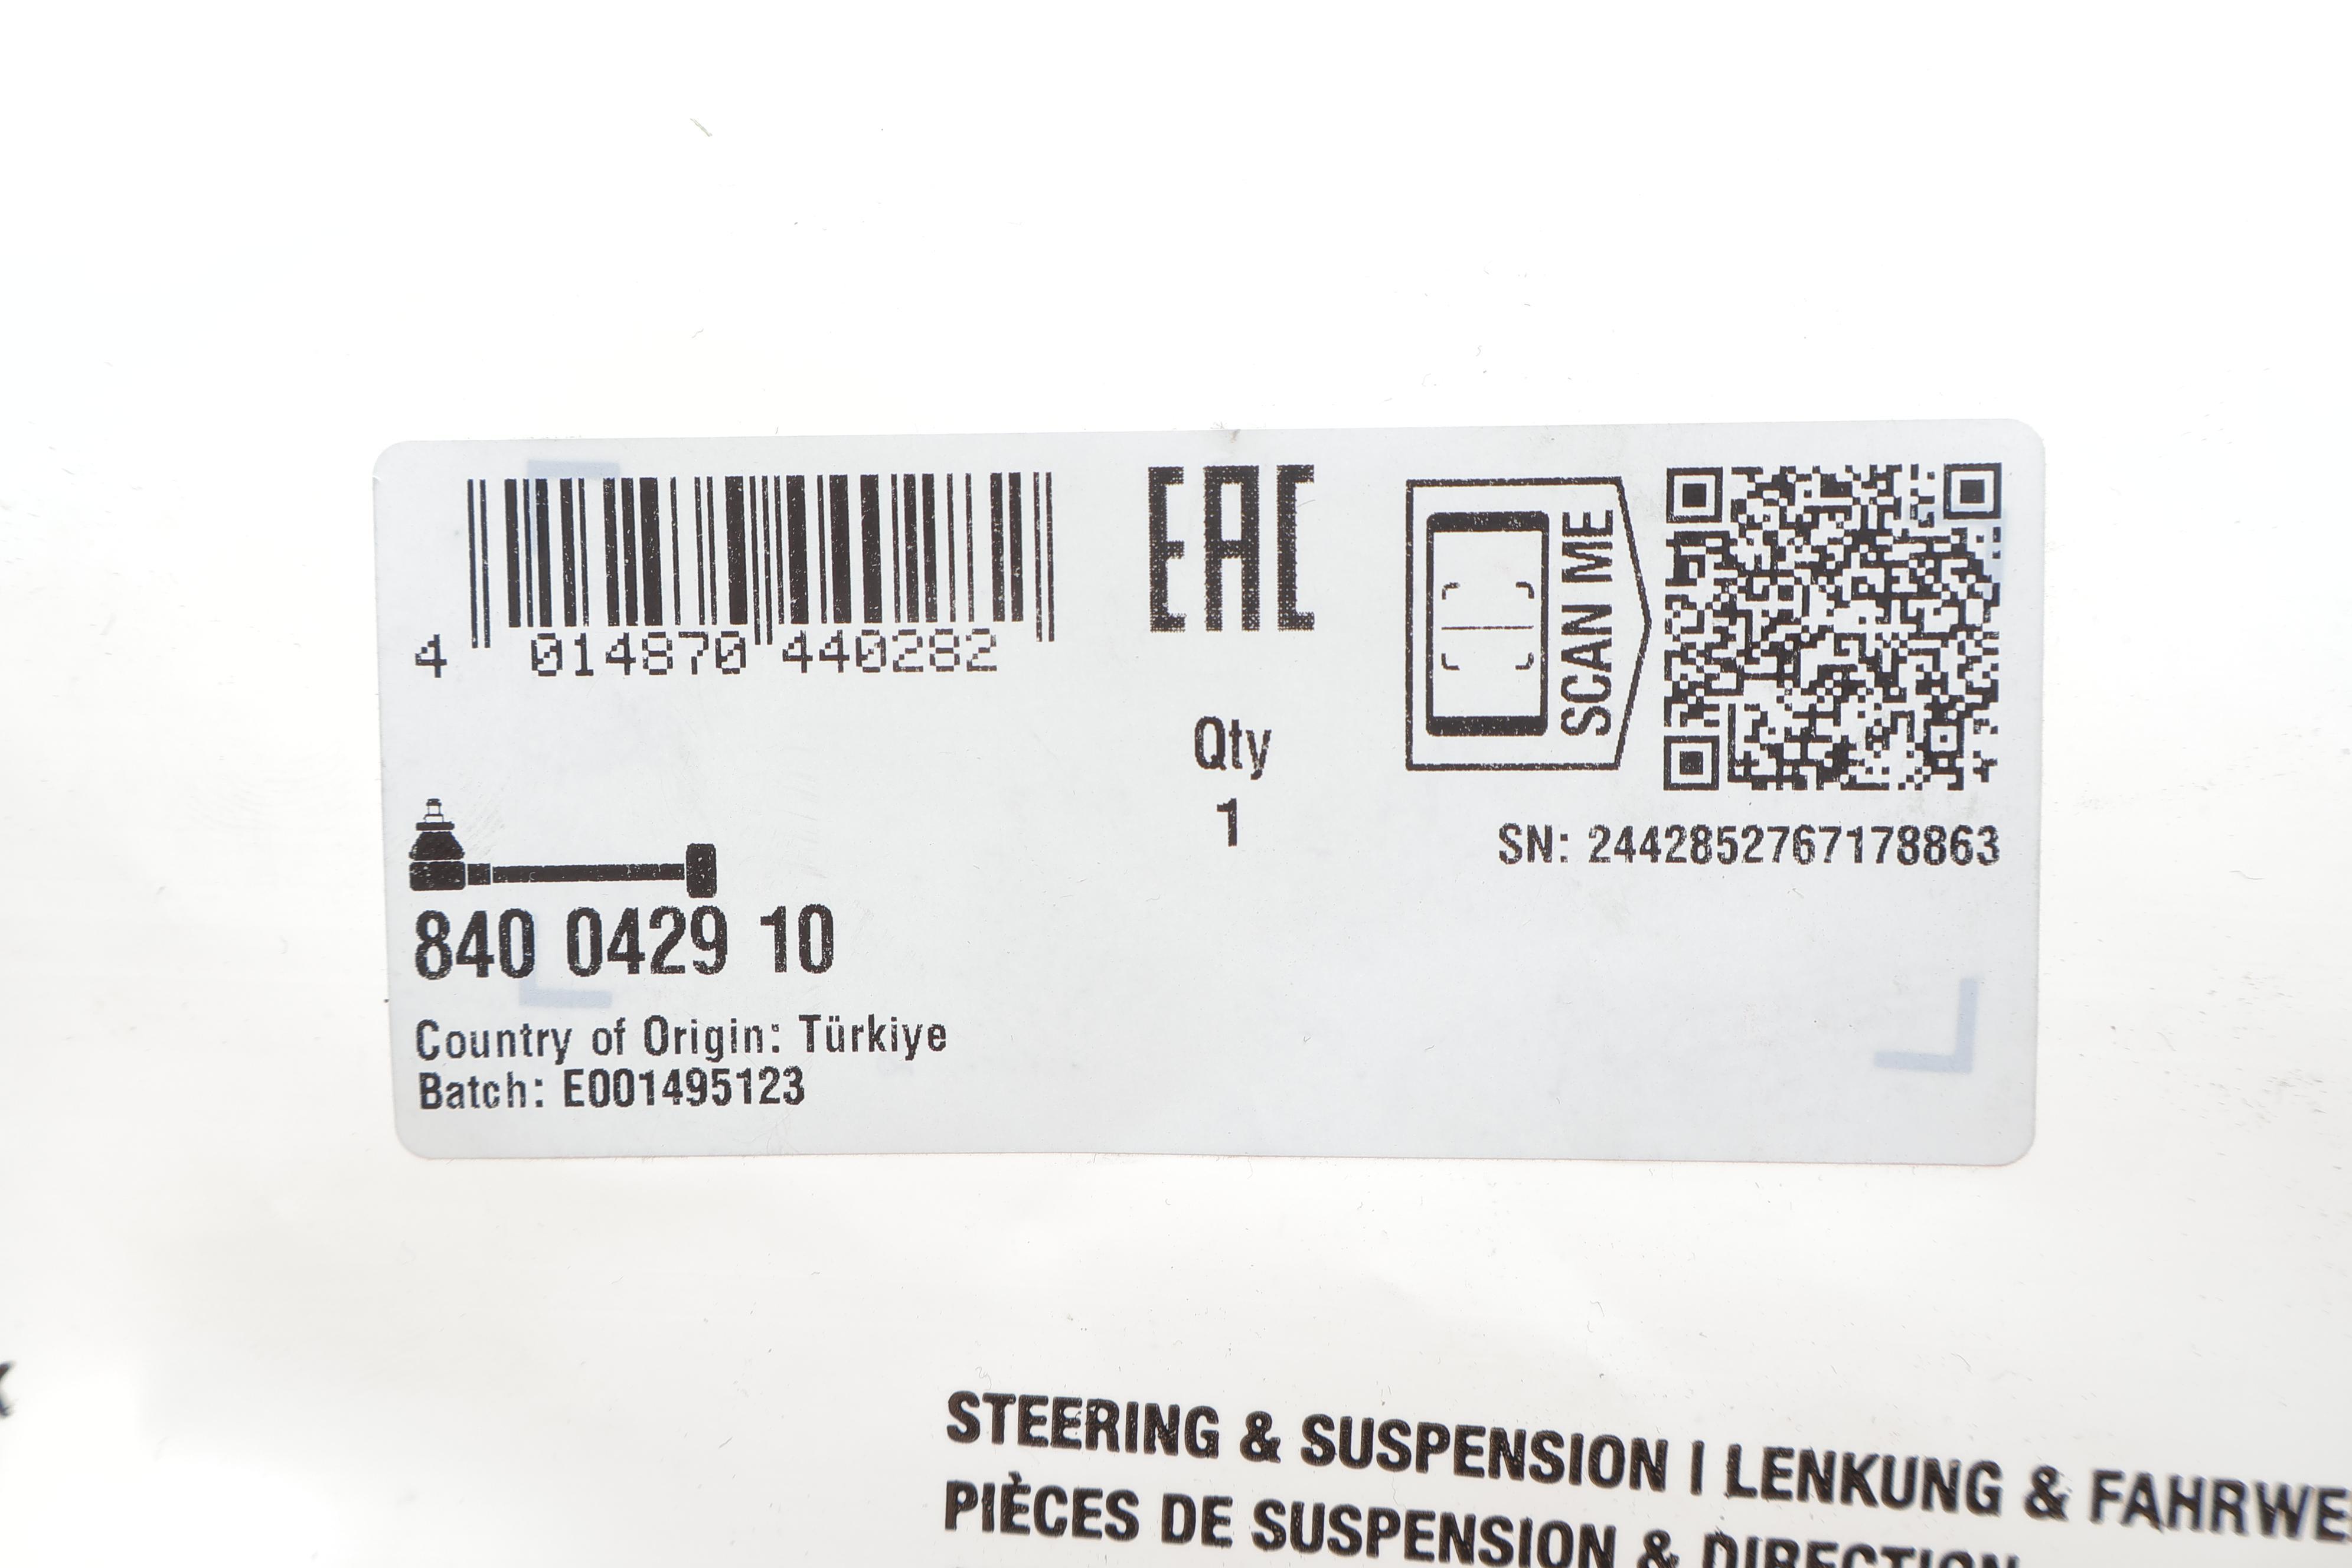 4 014870 440282
EAC
SCAN ME
Qty
1
SN: 2442852767178863
840 0429 10
Country of Origin: Türkiye
Batch: E001495123
STEERING & SUSPENSION | LENKUNG & FAHRWE
PIÈCES DE SUSPENSION & DIRECTION